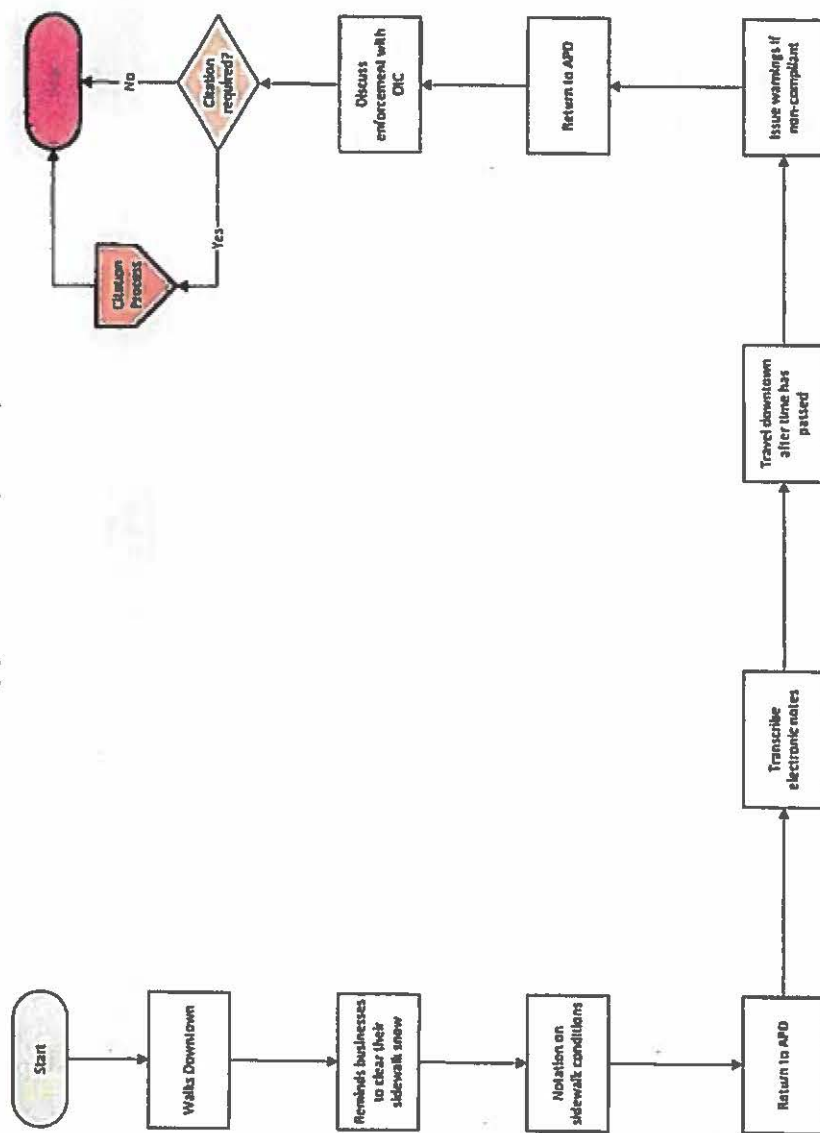 Start
Walks Downtown
Reminds businesses
to clear their
sidewalk snow
Notation on
sidewalk conditions
Return to APD
Transcribe
electronic notes
Travel downtown
after time has
passed
Issue warnings if
non-compliant
Return to APD
Discuss
enforcement with
OIC
Citation
required?
Yes
Citation
Process
No